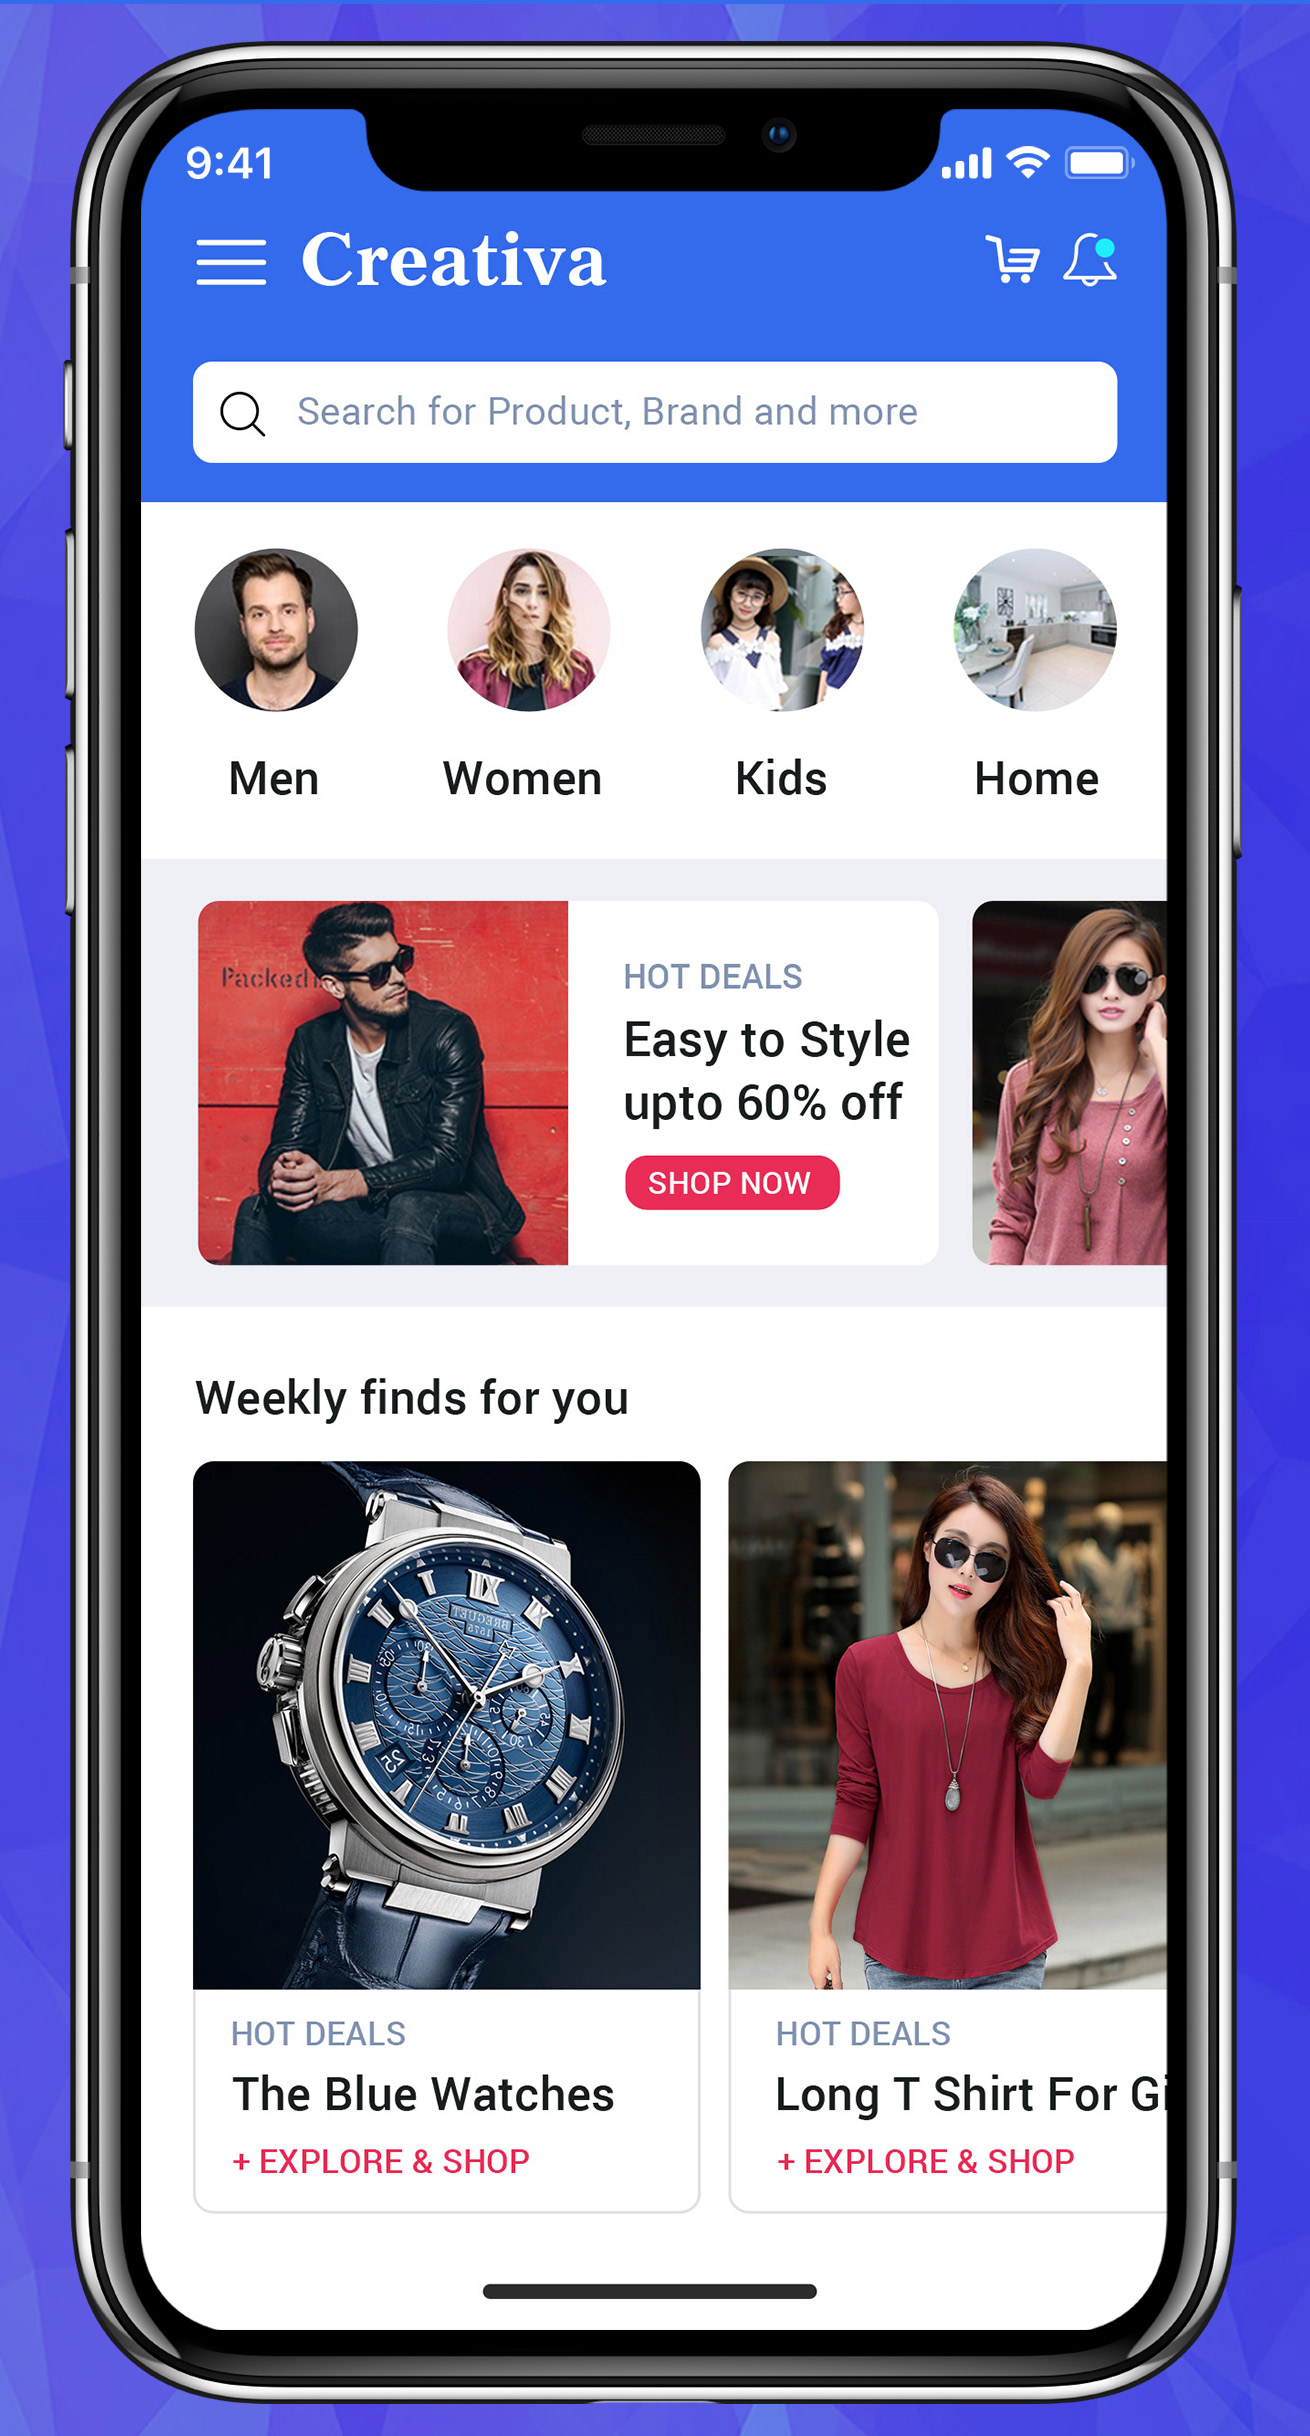 9:41
Creativa
Search for Product, Brand and more
Men
Women
Kids
Home
Packed
HOT DEALS
Easy to Style
upto 60% off
SHOP NOW
Weekly finds for you
BREGUET
HOT DEALS
The Blue Watches
+ EXPLORE & SHOP
HOT DEALS
Long T Shirt For Gi
+ EXPLORE & SHOP